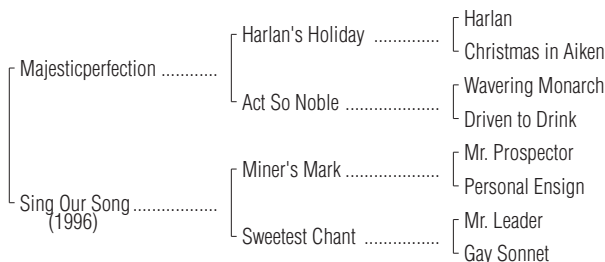 Harlan
Harlan's Holiday ..............
Christmas in Aiken
Majesticperfection ............
Wavering Monarch
Act So Noble ....................
Driven to Drink
Mr. Prospector
Miner's Mark ....................
Personal Ensign
Sing Our Song ..................
(1996)
Mr. Leader
Sweetest Chant ................
Gay Sonnet